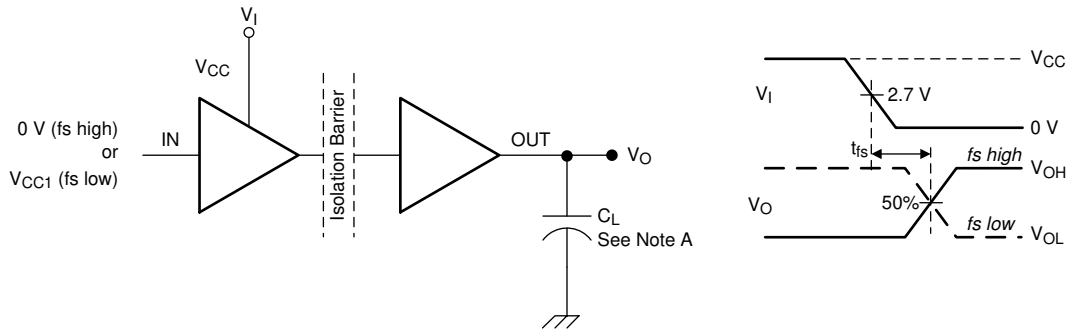 VI
VCC
0 V (fs high)
or
VCC1 (fs low)
IN
Isolation Barrier
OUT
VO
CL
See Note A
VCC
VI
2.7 V
0 V
tfs
fs high
VOH
VO
50%
fs low
VOL